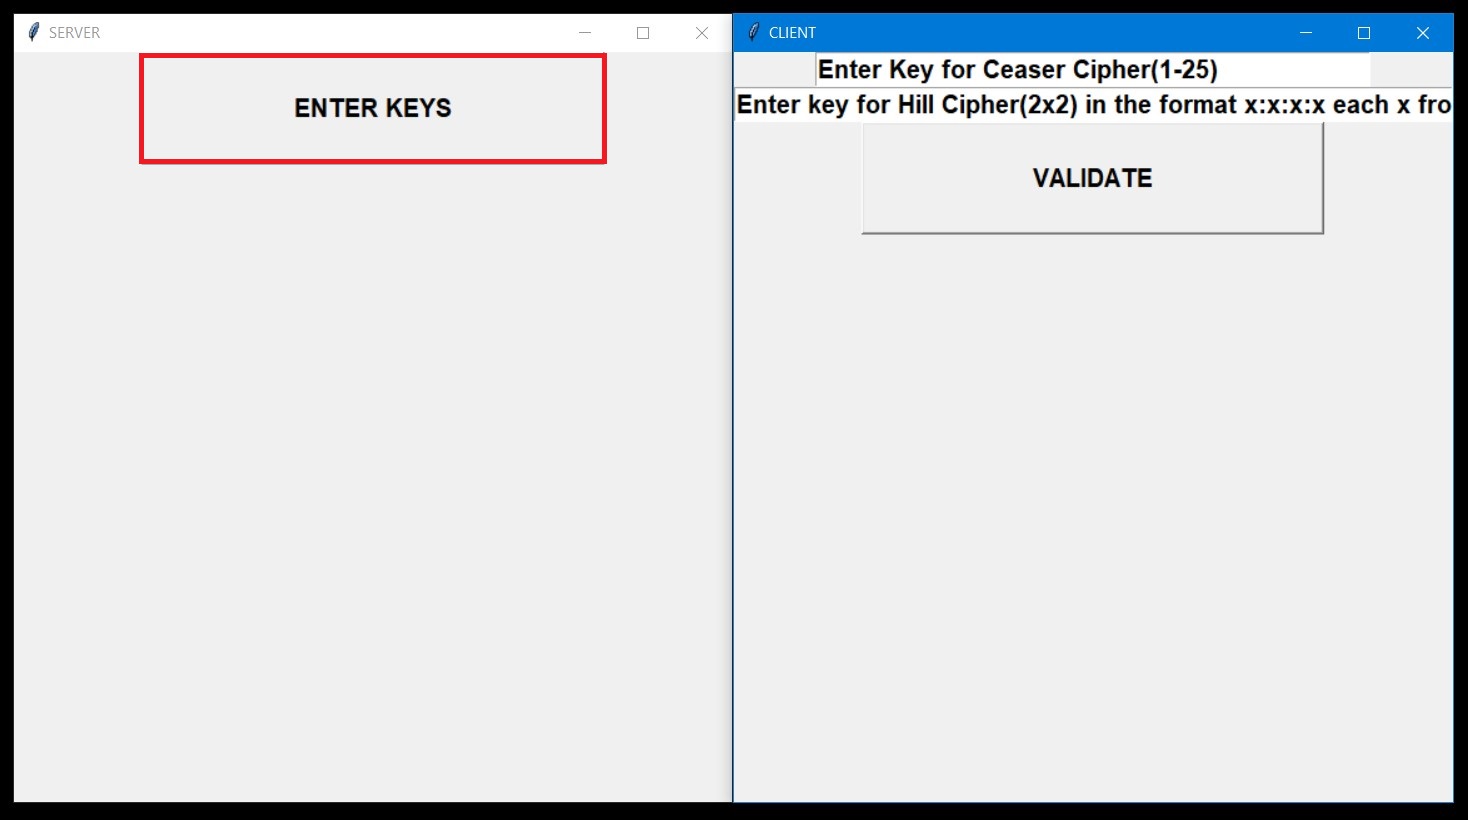 SERVER
ENTER KEYS
CLIENT
Enter Key for Ceaser Cipher(1-25)
Enter key for Hill Cipher(2x2) in the format x:x:x:x each x fro
VALIDATE